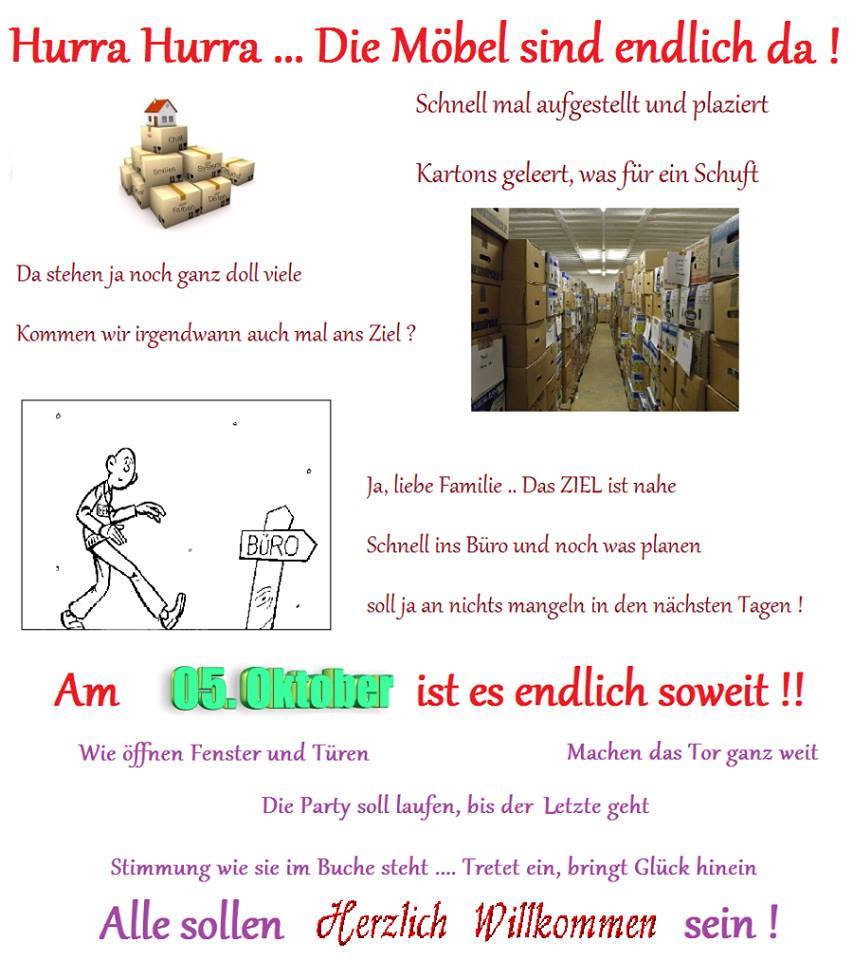 Hurra Hurra ... Die Möbel sind endlich da !
Schnell mal aufgestellt und plaziert
Kartons geleert, was für ein Schuft
Da stehen ja noch ganz doll viele
Kommen wir irgendwann auch mal ans Ziel ?
BÜRO
Ja, liebe Familie .. Das ZIEL ist nahe
Schnell ins Büro und noch was planen
soll ja an nichts mangeln in den nächsten Tagen !
Am 05. Oktober ist es endlich soweit !!
Wie öffnen Fenster und Türen
Machen das Tor ganz weit
Die Party soll laufen, bis der Letzte geht
Stimmung wie sie im Buche steht .... Tretet ein, bringt Glück hinein
Alle sollen Herzlich Willkommen sein !